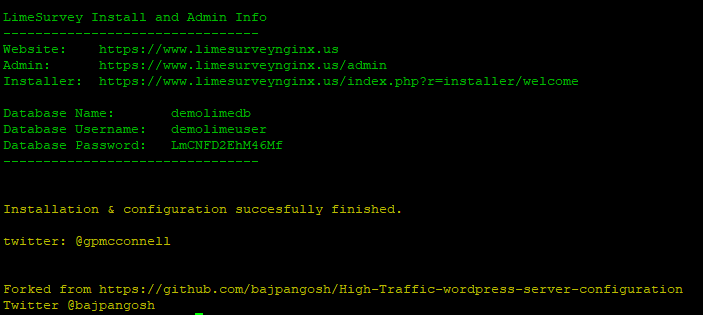 LimeSurvey Install and Admin Info
--------------------------------
Website:    https://www.limesurveynginx.us
Admin:      https://www.limesurveynginx.us/admin
Installer:  https://www.limesurveynginx.us/index.php?r=installer/welcome
Database Name:       demolimedb
Database Username:   demolimeuser
Database Password:   LmCNFD2EhM46Mf
--------------------------------
Installation & configuration succesfully finished.
twitter: @gpmcconnell
Forked from https://github.com/bajpangosh/High-Traffic-wordpress-server-configuration
Twitter @bajpangosh